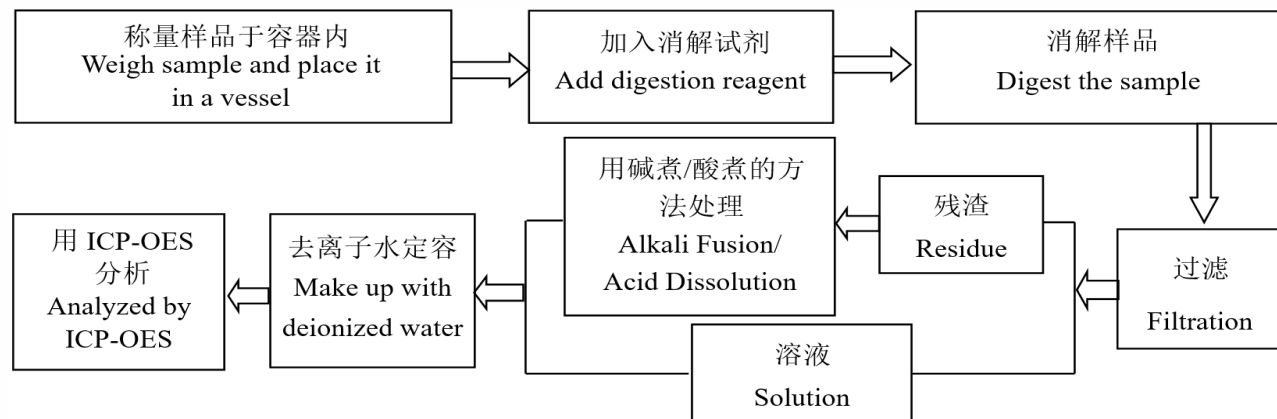 称量样品于容器内
Weigh sample and place it
in a vessel
加入消解试剂
Add digestion reagent
消解样品
Digest the sample
过滤
Filtration
残渣
Residue
用碱煮/酸煮的方
法处理
Alkali Fusion/
Acid Dissolution
溶液
Solution
去离子水定容
Make up with
deionized water
用 ICP-OES
分析
Analyzed by
ICP-OES